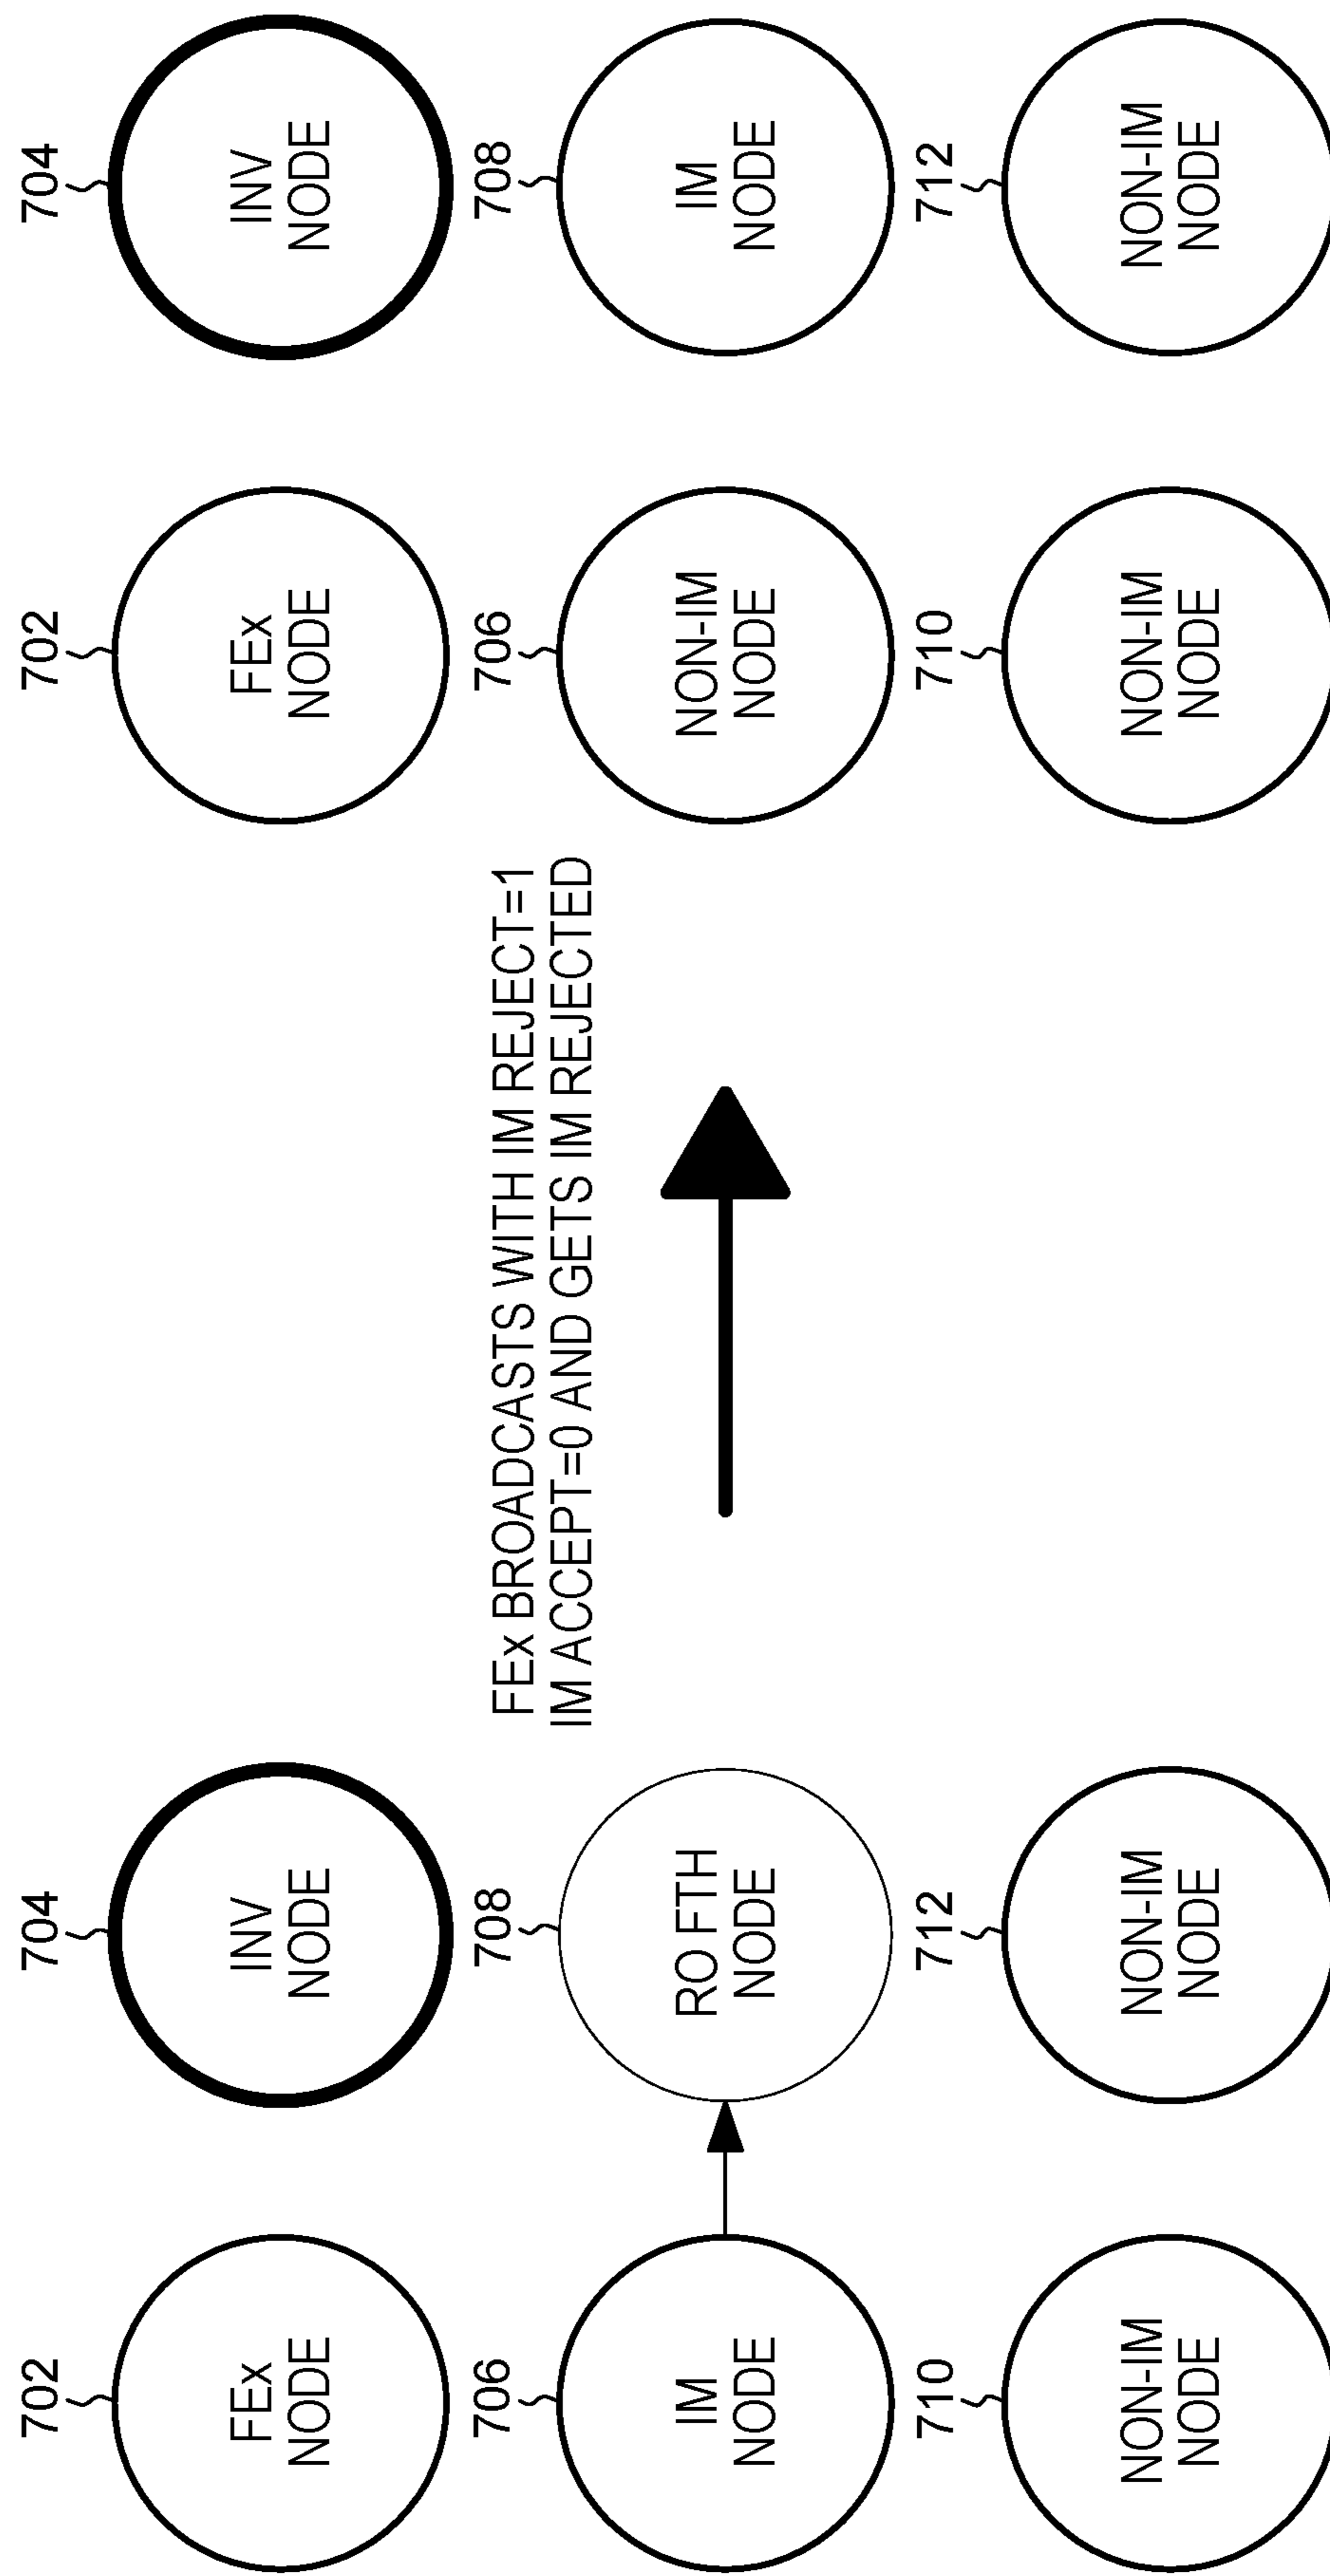 702
704
FEx
NODE
INV
NODE
706
708
IM
NODE
RO FTH
NODE
710
712
NON-IM
NODE
NON-IM
NODE
FEx BROADCASTS WITH IM REJECT=1
IM ACCEPT=0 AND GETS IM REJECTED
702
704
FEx
NODE
INV
NODE
706
708
NON-IM
NODE
IM
NODE
710
712
NON-IM
NODE
NON-IM
NODE